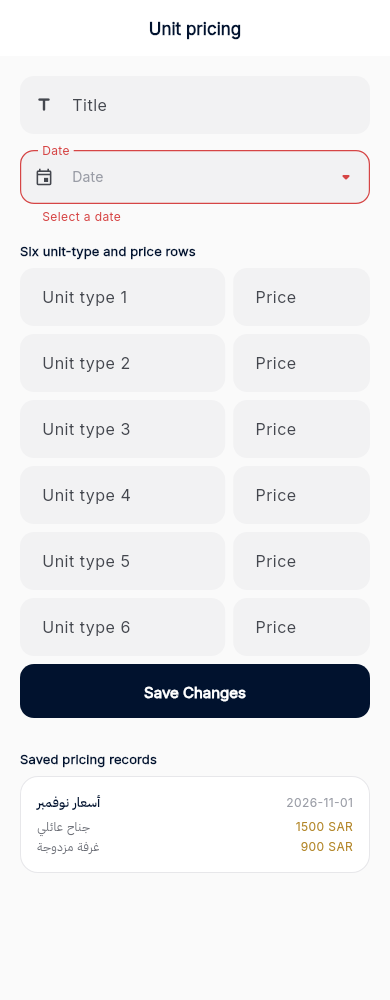 Unit pricing
Title
Date
Date
Select a date
Six unit-type and price rows
Unit type 1 Price
Unit type 2 Price
Unit type 3 Price
Unit type 4 Price
Unit type 5 Price
Unit type 6 Price
Save Changes
Saved pricing records
أسعار نوفمبر 2026-11-01
جناح عائلي 1500 SAR
غرفة مزدوجة 900 SAR